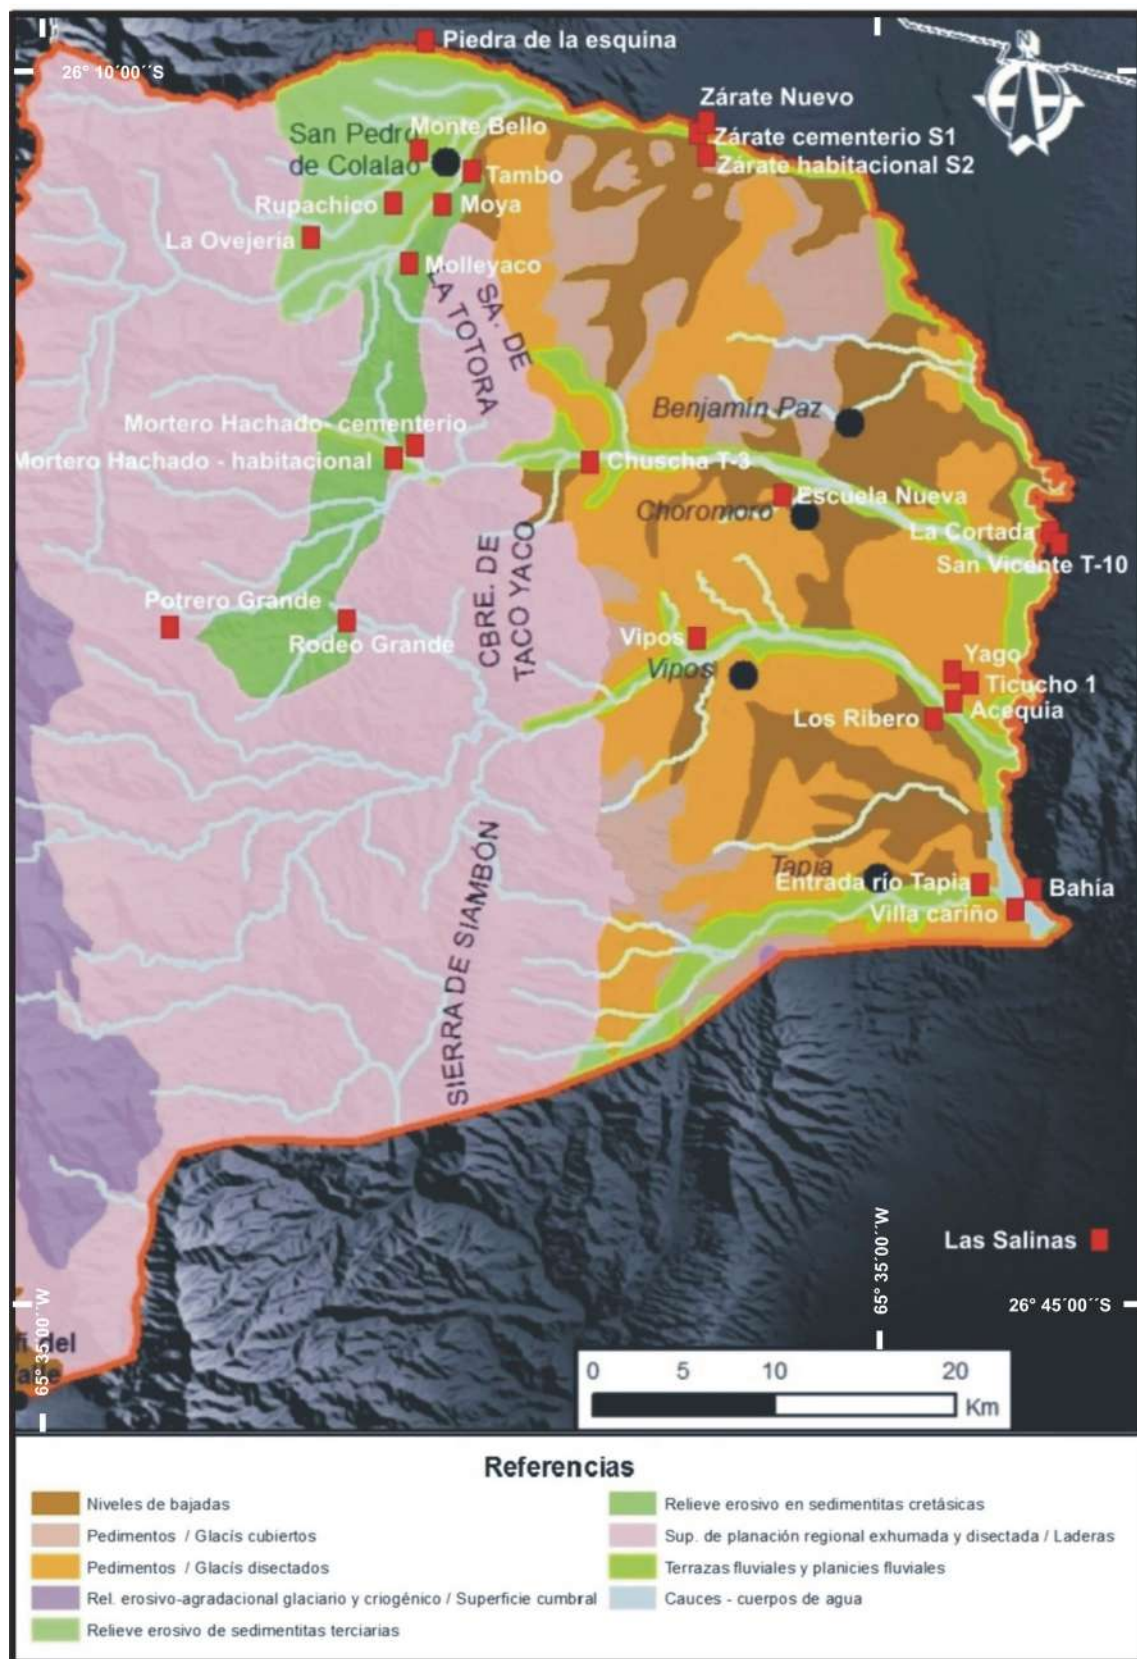 Piedra de la esquina
26° 10´00´´S
N
Zárate Nuevo
San Pedro
de Colalao
Monte Bello
Zárate cementerio S1
Zárate habitacional S2
Tambo
Rupachico
Moya
La Ovejería
Molleyaco
SA. DE
LA TOTORA
Benjamín Paz
Mortero Hachado- cementerio
Mortero Hachado - habitacional
Chuscha T-3
Escuela Nueva
Choromoro
La Cortada
San Vicente T-10
CBRE. DE
TACO YACO
Potrero Grande
Rodeo Grande
Vipos
Vipos
Yago
Ticucho 1
Acequia
Los Ribero
SIERRA DE SIAMBÓN
Tapia
Entrada río Tapia
Bahía
Villa cariño
65° 35´00´´W
Las Salinas
26° 45´00´´S
65° 35´00´´W
del
0 5 10 20
Km
Referencias
Niveles de bajadas
Pedimentos / Glacís cubiertos
Pedimentos / Glacís disectados
Rel. erosivo-agradacional glaciario y criogénico / Superficie cumbral
Relieve erosivo de sedimentitas terciarias
Relieve erosivo en sedimentitas cretásicas
Sup. de planación regional exhumada y disectada / Laderas
Terrazas fluviales y planicies fluviales
Cauces - cuerpos de agua